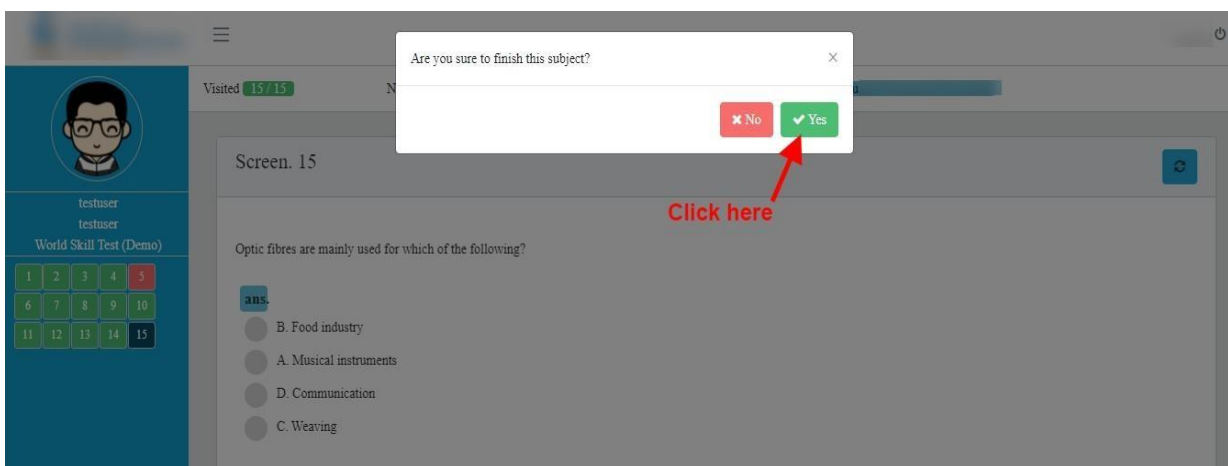 Are you sure to finish this subject? ×
Visited 15 / 15 N
No Yes
Screen. 15
Click here
testuser
testuser
World Skill Test (Demo)
Optic fibres are mainly used for which of the following?
1 2 3 4 5
6 7 8 9 10
11 12 13 14 15
ans.
B. Food industry
A. Musical instruments
D. Communication
C. Weaving